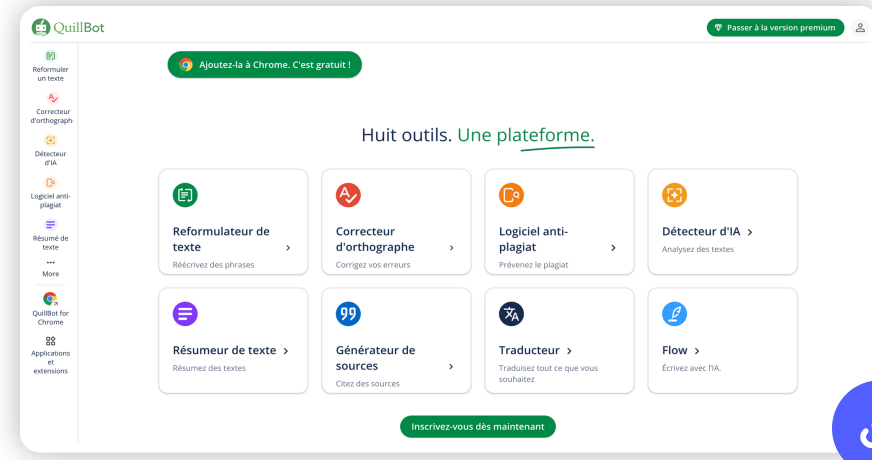 QuillBot
Passer à la version premium
Reformuler
un texte
Correcteur
d'orthograph
Détecteur
d'IA
Logiciel anti-
plagiat
Résumé de
texte
More
QuillBot for
Chrome
Applications
et
extensions
Ajoutez-la à Chrome. C'est gratuit !
Huit outils. Une plateforme.
Reformulateur de
texte
Réécrivez des phrases
Correcteur
d'orthographe
Corrigez vos erreurs
Logiciel anti-
plagiat
Prévenez le plagiat
Détecteur d'IA
Analysez des textes
Résumeur de texte
Résumez des textes
Générateur de
sources
Citez des sources
Traducteur
Traduisez tout ce que vous
souhaitez
Flow
Écrivez avec l'IA.
Inscrivez-vous dès maintenant